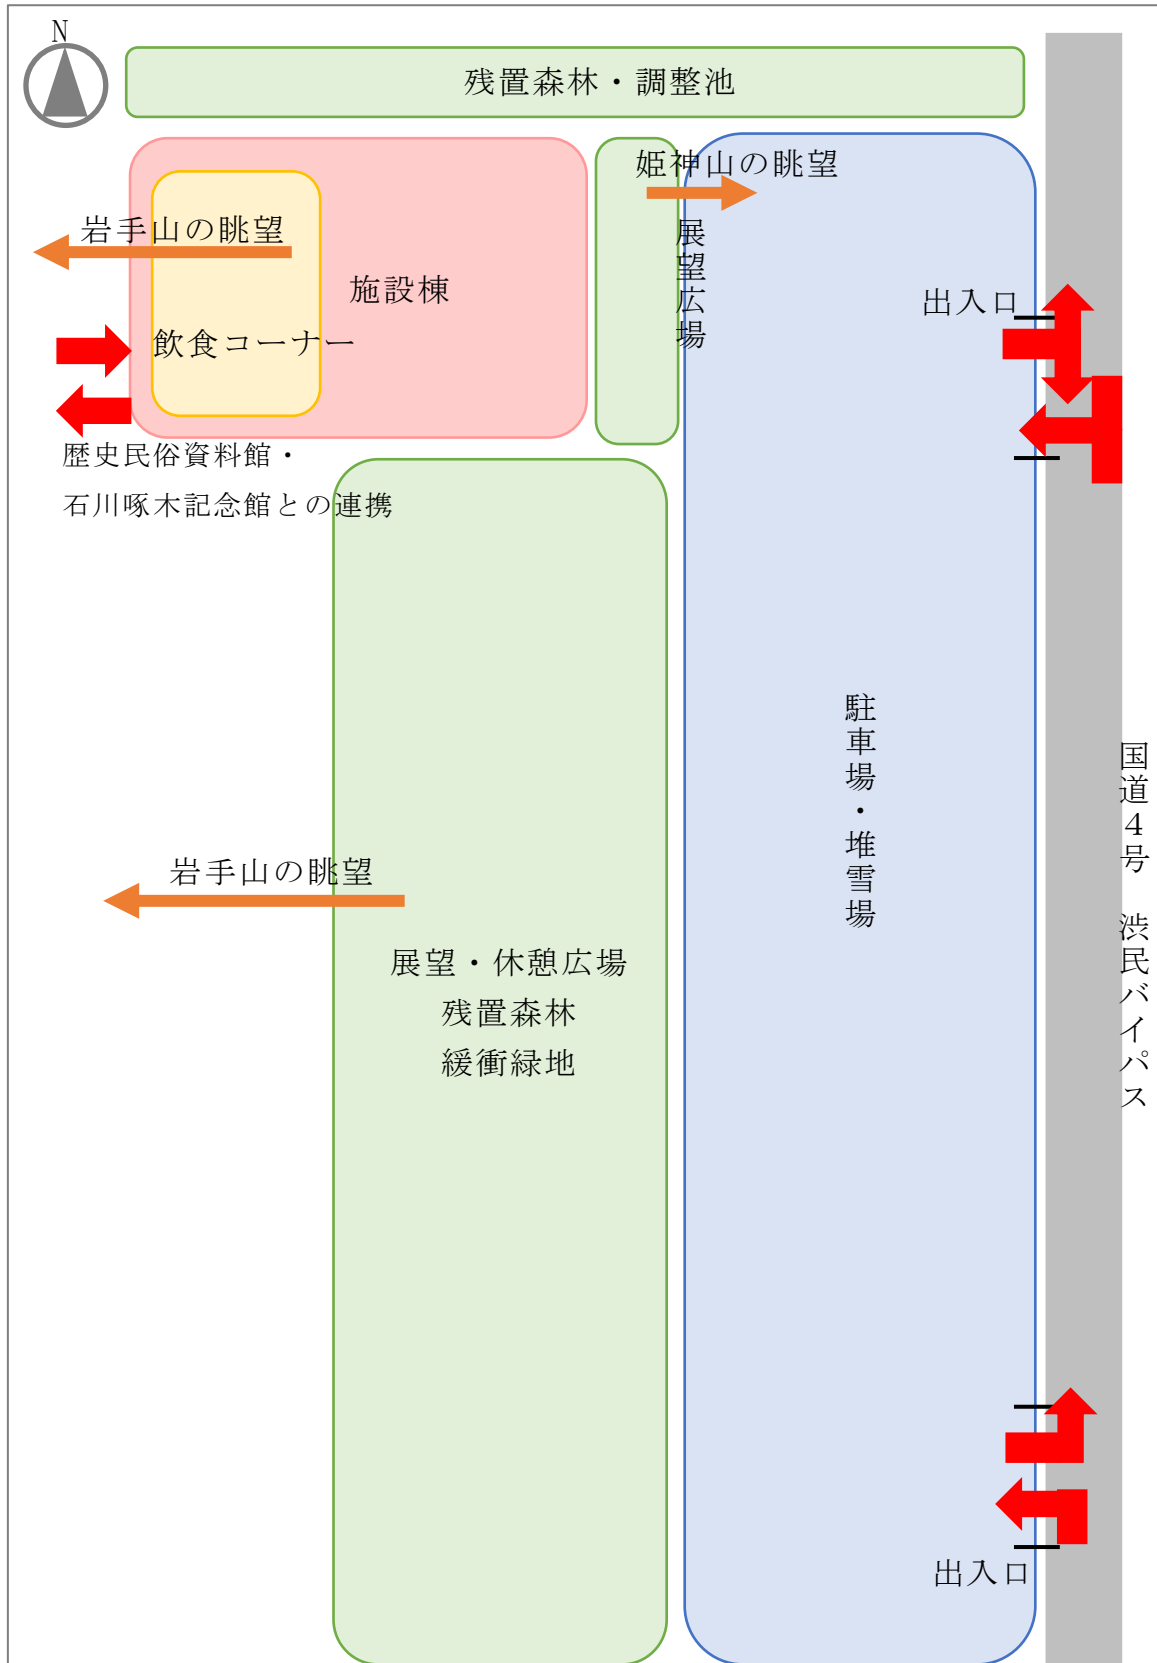 N
残置森林・調整池
姫神山の眺望
岩手山の眺望
展望広場
施設棟
出入口
飲食コーナー
歴史民俗資料館・
石川啄木記念館との連携
駐車場・堆雪場
国道4号 渋民バイパス
岩手山の眺望
展望・休憩広場
残置森林
緩衝緑地
出入口